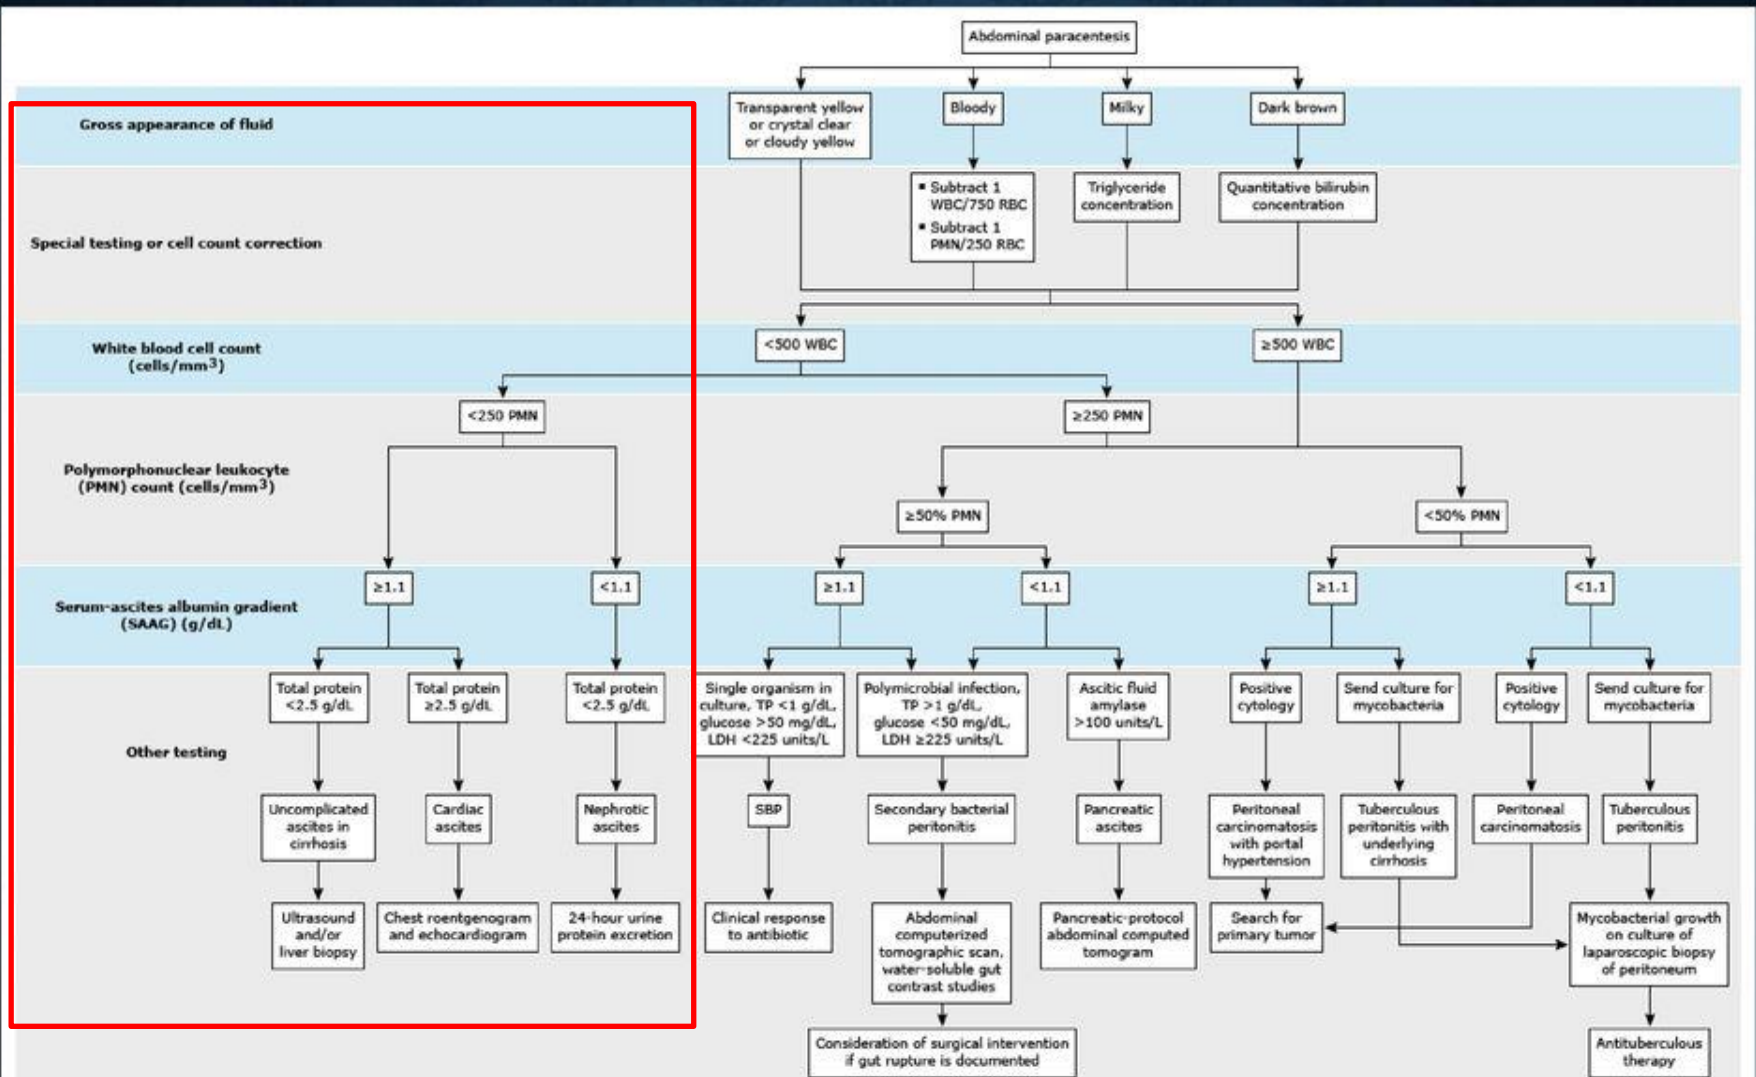 Abdominal paracentesis
Gross appearance of fluid
Transparent yellow
or crystal clear
or cloudy yellow
Bloody
Milky
Dark brown
Special testing or cell count correction
▪ Subtract 1
WBC/750 RBC
▪ Subtract 1
PMN/250 RBC
Triglyceride
concentration
Quantitative bilirubin
concentration
White blood cell count
(cells/mm3)
<500 WBC
≥500 WBC
Polymorphonuclear leukocyte
(PMN) count (cells/mm3)
<250 PMN
≥250 PMN
≥50% PMN
<50% PMN
Serum-ascites albumin gradient
(SAAG) (g/dL)
≥1.1
<1.1
≥1.1
<1.1
≥1.1
<1.1
Other testing
Total protein
<2.5 g/dL
Total protein
≥2.5 g/dL
Total protein
<2.5 g/dL
Single organism in
culture, TP <1 g/dL,
glucose >50 mg/dL,
LDH <225 units/L
Polymicrobial infection,
TP >1 g/dL,
glucose <50 mg/dL,
LDH ≥225 units/L
Ascitic fluid
amylase
>100 units/L
Positive
cytology
Send culture for
mycobacteria
Positive
cytology
Send culture for
mycobacteria
Uncomplicated
ascites in
cirrhosis
Cardiac
ascites
Nephrotic
ascites
SBP
Secondary bacterial
peritonitis
Pancreatic
ascites
Peritoneal
carcinomatosis
with portal
hypertension
Tuberculous
peritonitis with
underlying
cirrhosis
Peritoneal
carcinomatosis
Tuberculous
peritonitis
Ultrasound
and/or
liver biopsy
Chest roentgenogram
and echocardiogram
24-hour urine
protein excretion
Clinical response
to antibiotic
Abdominal
computerized
tomographic scan,
water-soluble gut
contrast studies
Pancreatic-protocol
abdominal computed
tomogram
Search for
primary tumor
Mycobacterial growth
on culture of
laparoscopic biopsy
of peritoneum
Consideration of surgical intervention
if gut rupture is documented
Antituberculous
therapy